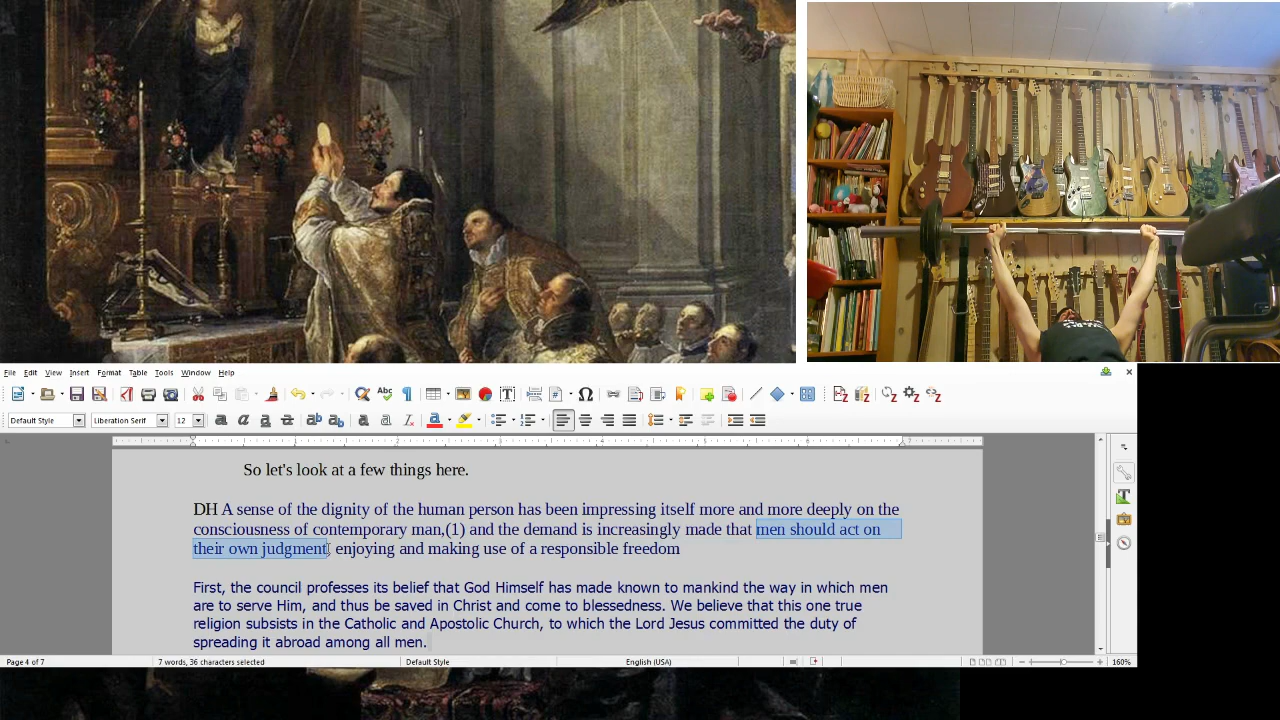 File Edit View Insert Format Table Tools Window Help
Default Style Liberation Serif 12
So let's look at a few things here.
DH A sense of the dignity of the human person has been impressing itself more and more deeply on the
consciousness of contemporary man,(1) and the demand is increasingly made that men should act on
their own judgment, enjoying and making use of a responsible freedom
First, the council professes its belief that God Himself has made known to mankind the way in which men
are to serve Him, and thus be saved in Christ and come to blessedness. We believe that this one true
religion subsists in the Catholic and Apostolic Church, to which the Lord Jesus committed the duty of
spreading it abroad among all men.
Page 4 of 7 7 words, 36 characters selected Default Style English (USA) 160%